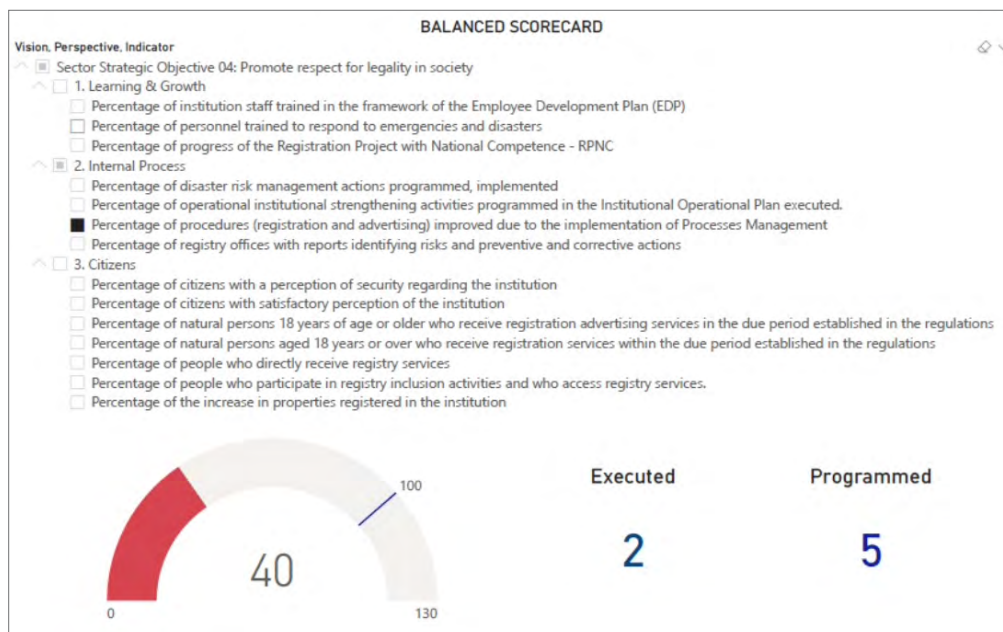 BALANCED SCORECARD
Vision, Perspective, Indicator
Sector Strategic Objective 04: Promote respect for legality in society
1. Learning & Growth
Percentage of institution staff trained in the framework of the Employee Development Plan (EDP)
Percentage of personnel trained to respond to emergencies and disasters
Percentage of progress of the Registration Project with National Competence - RPNC
2. Internal Process
Percentage of disaster risk management actions programmed, implemented
Percentage of operational institutional strengthening activities programmed in the Institutional Operational Plan executed.
Percentage of procedures (registration and advertising) improved due to the implementation of Processes Management
Percentage of registry offices with reports identifying risks and preventive and corrective actions
3. Citizens
Percentage of citizens with a perception of security regarding the institution
Percentage of citizens with satisfactory perception of the institution
Percentage of natural persons 18 years of age or older who receive registration advertising services in the due period established in the regulations
Percentage of natural persons aged 18 years or over who receive registration services within the due period established in the regulations
Percentage of people who directly receive registry services
Percentage of people who participate in registry inclusion activities and who access registry services.
Percentage of the increase in properties registered in the institution
100
40
0
130
Executed
2
Programmed
5